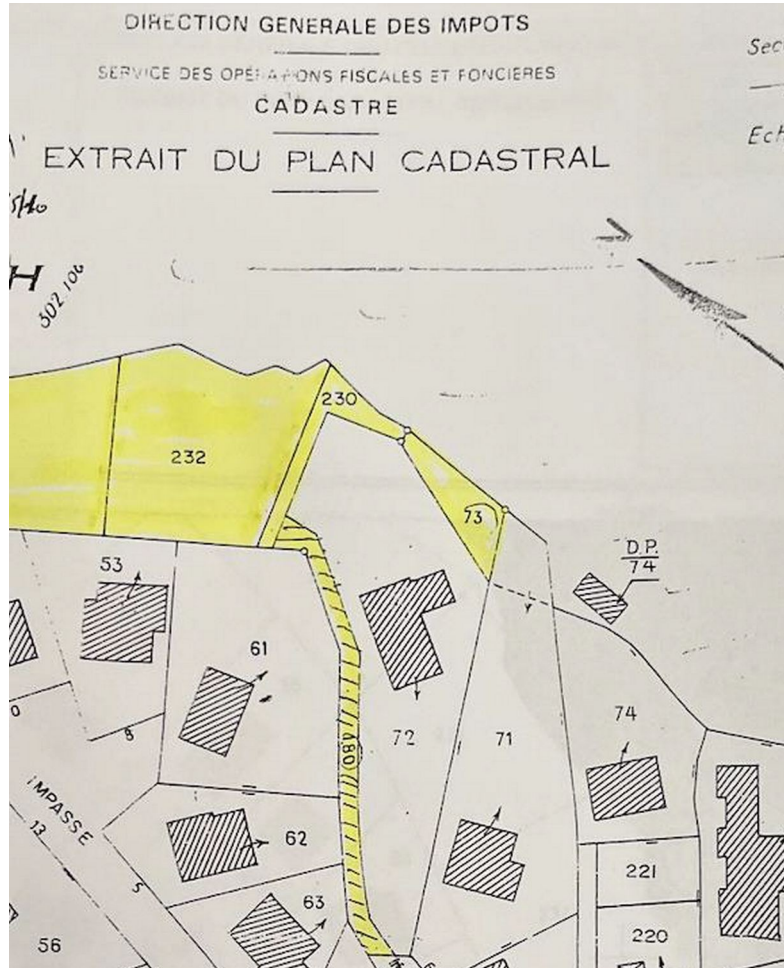 DIRECTION GENERALE DES IMPOTS
SERVICE DES OPÉRATIONS FISCALES ET FONCIERES
CADASTRE
EXTRAIT DU PLAN CADASTRAL
Sec
Ech
H
302.106
230
232
73
53
D.P.
74
61
72
71
74
80
8
IMPASSE
13
5
62
221
63
220
56